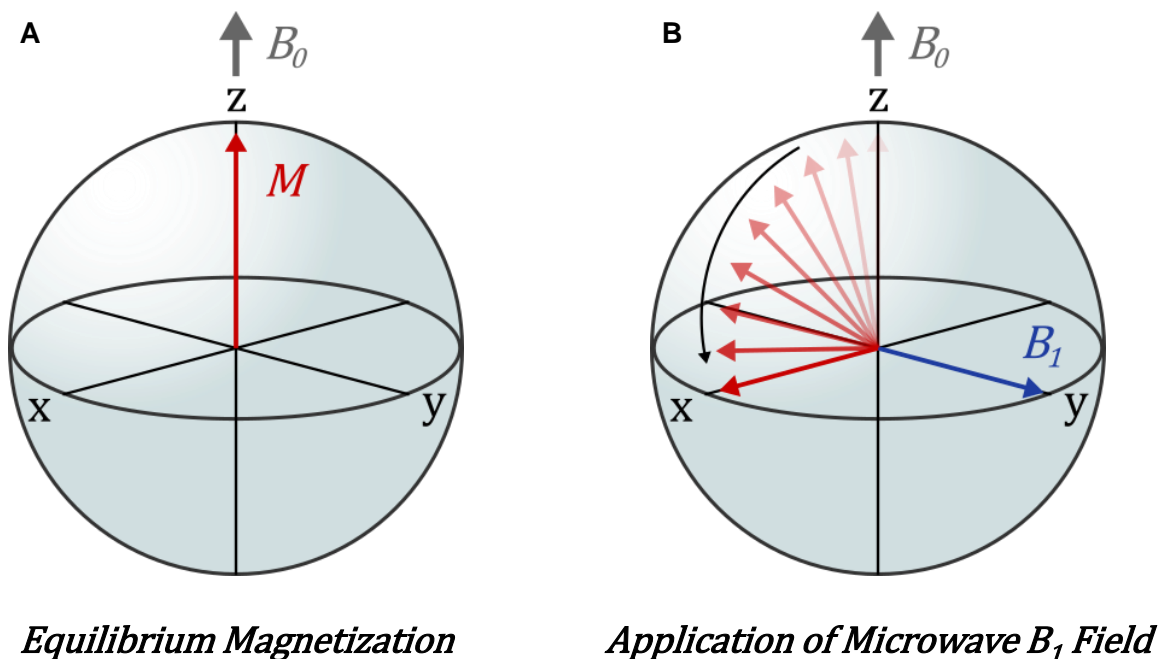 A
B₀
z
M
x
y
Equilibrium Magnetization
B
B₀
z
B₁
x
y
Application of Microwave B₁ Field